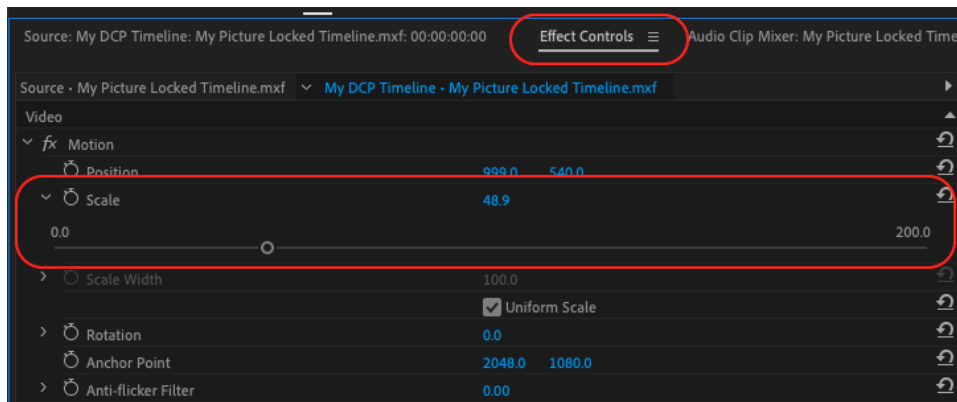 Source: My DCP Timeline: My Picture Locked Timeline.mxf: 00:00:00:00 Effect Controls Audio Clip Mixer: My Picture Locked Time
Source • My Picture Locked Timeline.mxf My DCP Timeline • My Picture Locked Timeline.mxf
Video
fx Motion
Position 999.0 540.0
Scale 48.9
0.0 200.0
Scale Width 100.0
Uniform Scale
Rotation 0.0
Anchor Point 2048.0 1080.0
Anti-flicker Filter 0.00